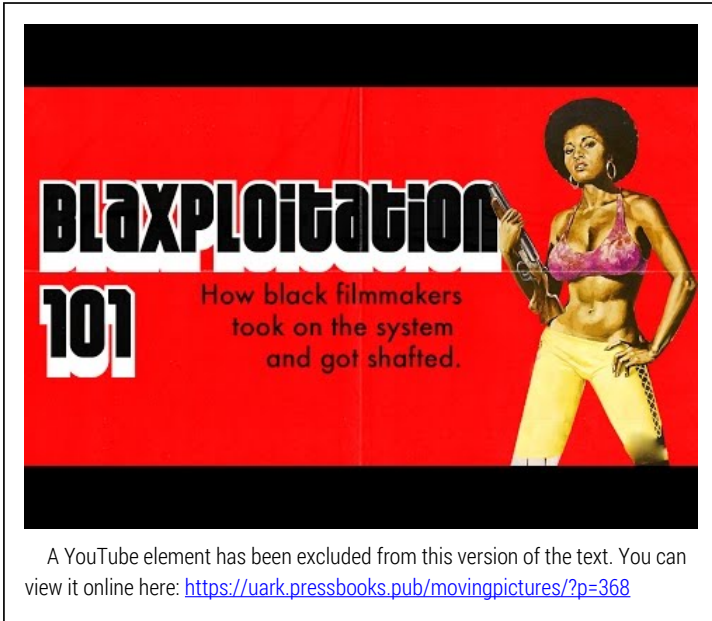 BLaXPLOitation
101
How black filmmakers
took on the system
and got shafted.
A YouTube element has been excluded from this version of the text. You can
view it online here: https://uark.pressbooks.pub/movingpictures/?p=368